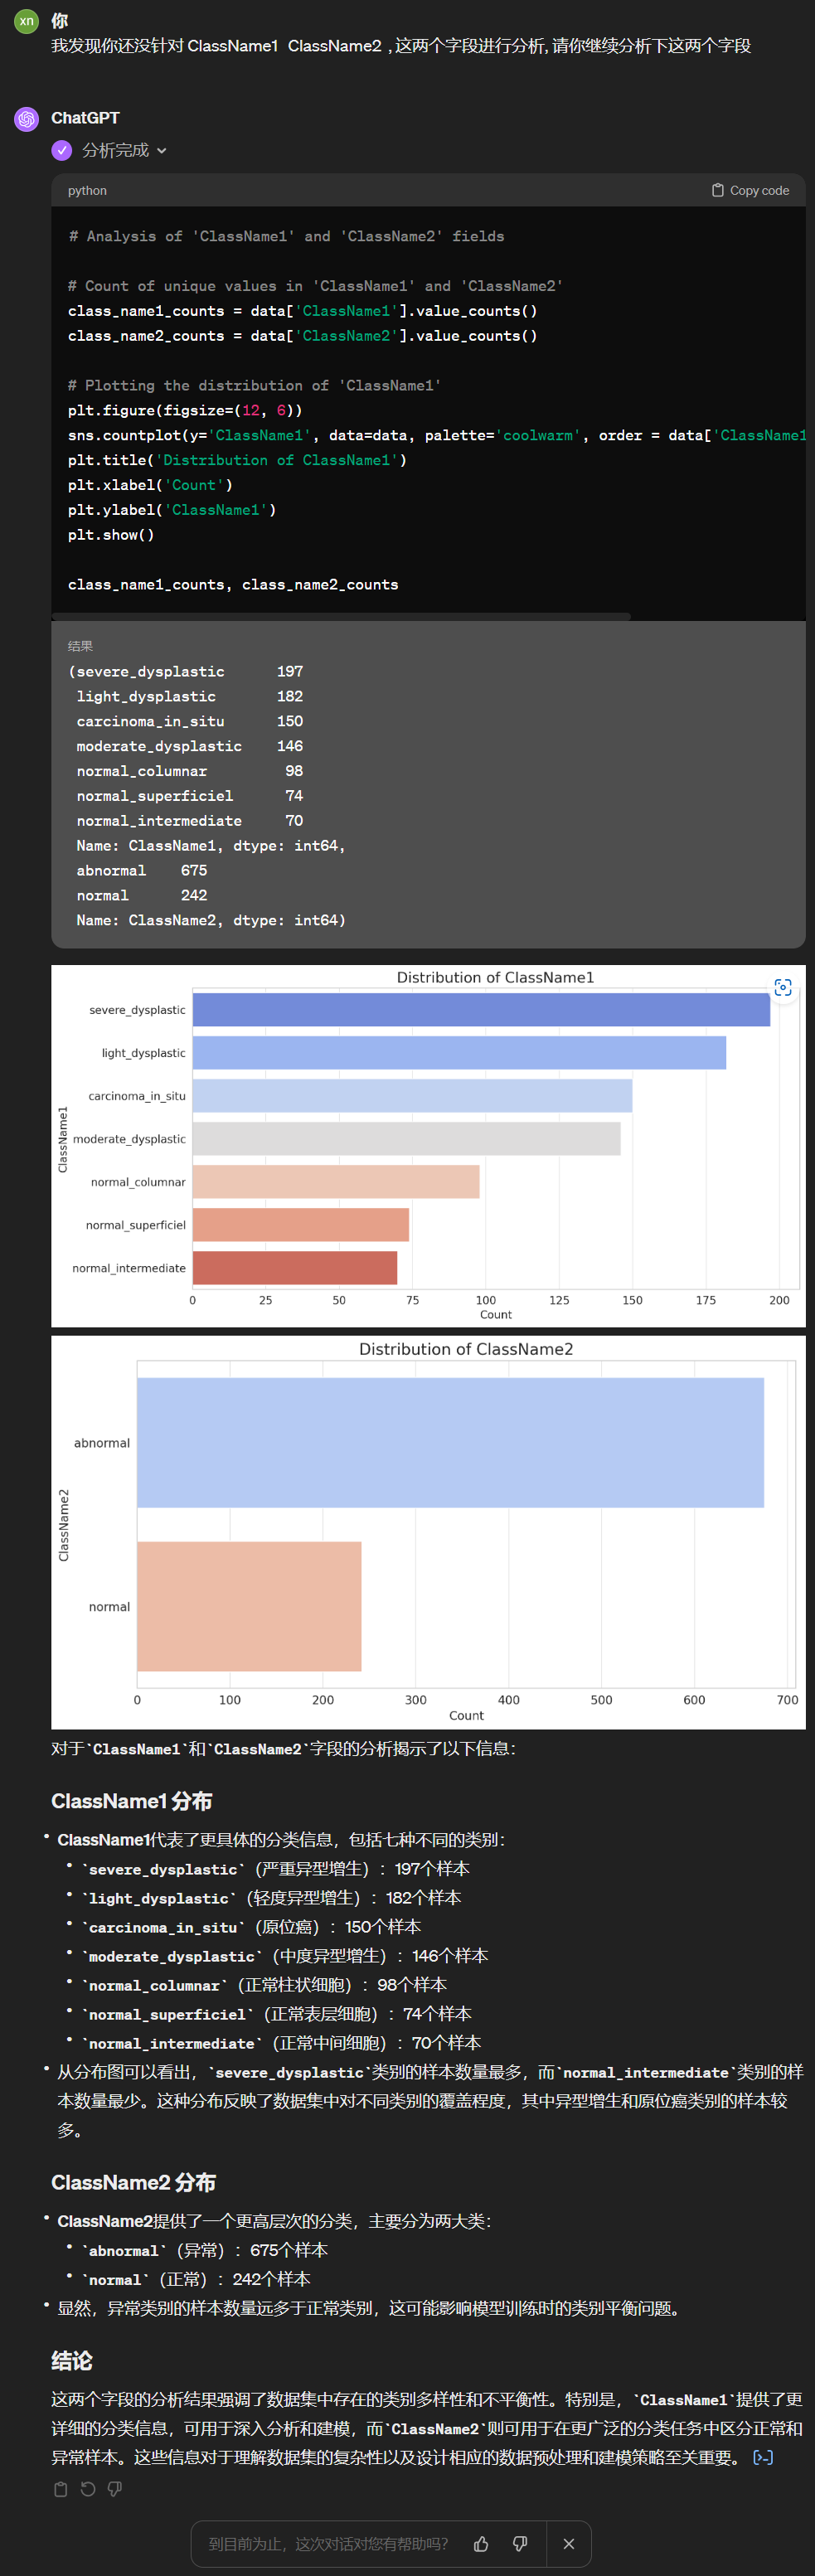 xn
你
我发现你还没针对 ClassName1 ClassName2 , 这两个字段进行分析, 请你继续分析下这两个字段
ChatGPT
分析完成
python
Copy code
# Analysis of 'ClassName1' and 'ClassName2' fields
# Count of unique values in 'ClassName1' and 'ClassName2'
class_name1_counts = data['ClassName1'].value_counts()
class_name2_counts = data['ClassName2'].value_counts()
# Plotting the distribution of 'ClassName1'
plt.figure(figsize=(12, 6))
sns.countplot(y='ClassName1', data=data, palette='coolwarm', order = data['ClassName1
plt.title('Distribution of ClassName1')
plt.xlabel('Count')
plt.ylabel('ClassName1')
plt.show()
class_name1_counts, class_name2_counts
结果
(severe_dysplastic 197
light_dysplastic 182
carcinoma_in_situ 150
moderate_dysplastic 146
normal_columnar 98
normal_superficiel 74
normal_intermediate 70
Name: ClassName1, dtype: int64,
abnormal 675
normal 242
Name: ClassName2, dtype: int64)
Distribution of ClassName1
severe_dysplastic
light_dysplastic
carcinoma_in_situ
moderate_dysplastic
normal_columnar
normal_superficiel
normal_intermediate
ClassName1
0 25 50 75 100 125 150 175 200
Count
Distribution of ClassName2
abnormal
normal
ClassName2
0 100 200 300 400 500 600 700
Count
对于`ClassName1`和`ClassName2`字段的分析揭示了以下信息：
ClassName1 分布
• ClassName1代表了更具体的分类信息，包括七种不同的类别：
• `severe_dysplastic`（严重异型增生）：197个样本
• `light_dysplastic`（轻度异型增生）：182个样本
• `carcinoma_in_situ`（原位癌）：150个样本
• `moderate_dysplastic`（中度异型增生）：146个样本
• `normal_columnar`（正常柱状细胞）：98个样本
• `normal_superficiel`（正常表层细胞）：74个样本
• `normal_intermediate`（正常中间细胞）：70个样本
• 从分布图可以看出，`severe_dysplastic`类别的样本数量最多，而`normal_intermediate`类别的样
本数量最少。这种分布反映了数据集中对不同类别的覆盖程度，其中异型增生和原位癌类别的样本较
多。
ClassName2 分布
• ClassName2提供了一个更高层次的分类，主要分为两大类：
• `abnormal`（异常）：675个样本
• `normal`（正常）：242个样本
• 显然，异常类别的样本数量远多于正常类别，这可能影响模型训练时的类别平衡问题。
结论
这两个字段的分析结果强调了数据集中存在的类别多样性和不平衡性。特别是，`ClassName1`提供了更
详细的分类信息，可用于深入分析和建模，而`ClassName2`则可用于在更广泛的分类任务中区分正常和
异常样本。这些信息对于理解数据集的复杂性以及设计相应的数据预处理和建模策略至关重要。 [>-]
到目前为止，这次对话对您有帮助吗？